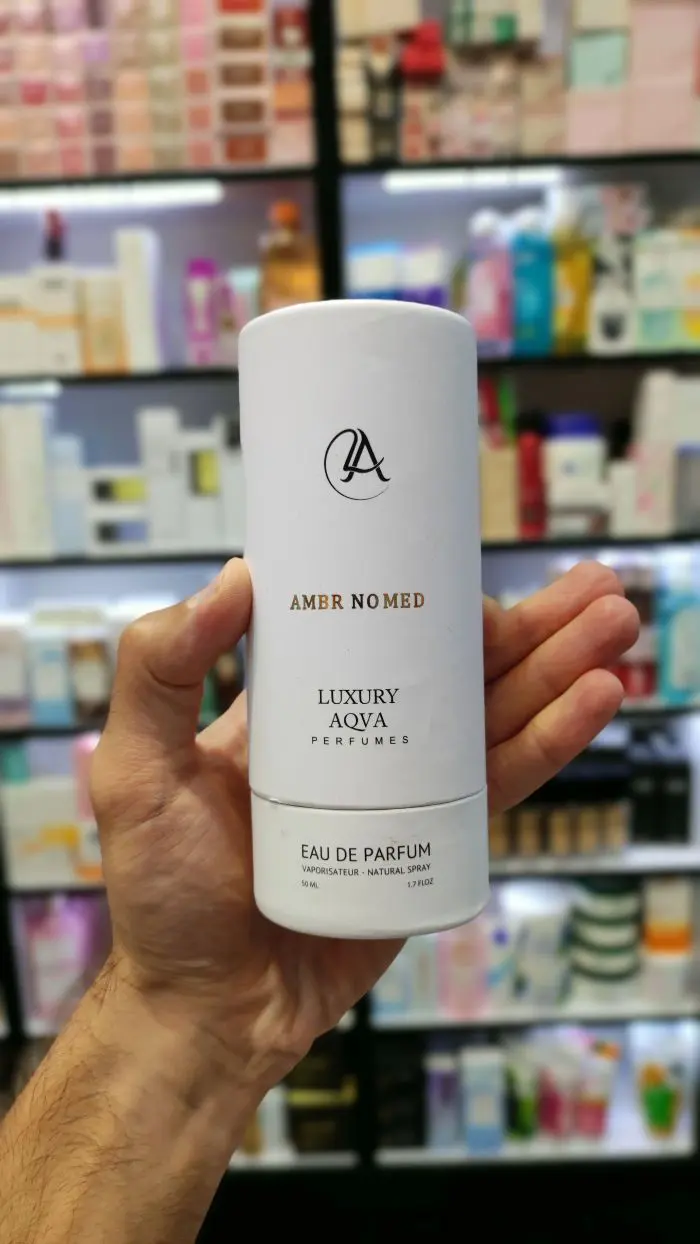 LA
AMBR NOMED
LUXURY
AQVA
PERFUMES
EAU DE PARFUM
VAPORISATEUR · NATURAL SPRAY
50 ML 1.7 FLOZ